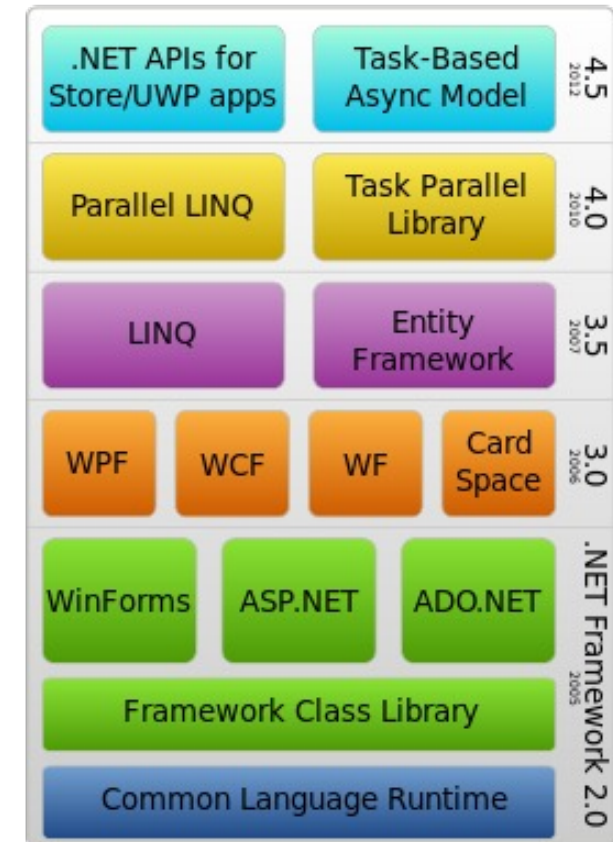 .NET APIs for
Store/UWP apps
Task-Based
Async Model
4.5
2012
Parallel LINQ
Task Parallel
Library
4.0
2010
LINQ
Entity
Framework
3.5
2007
WPF
WCF
WF
Card
Space
3.0
2006
WinForms
ASP.NET
ADO.NET
Framework Class Library
Common Language Runtime
.NET Framework 2.0
2005